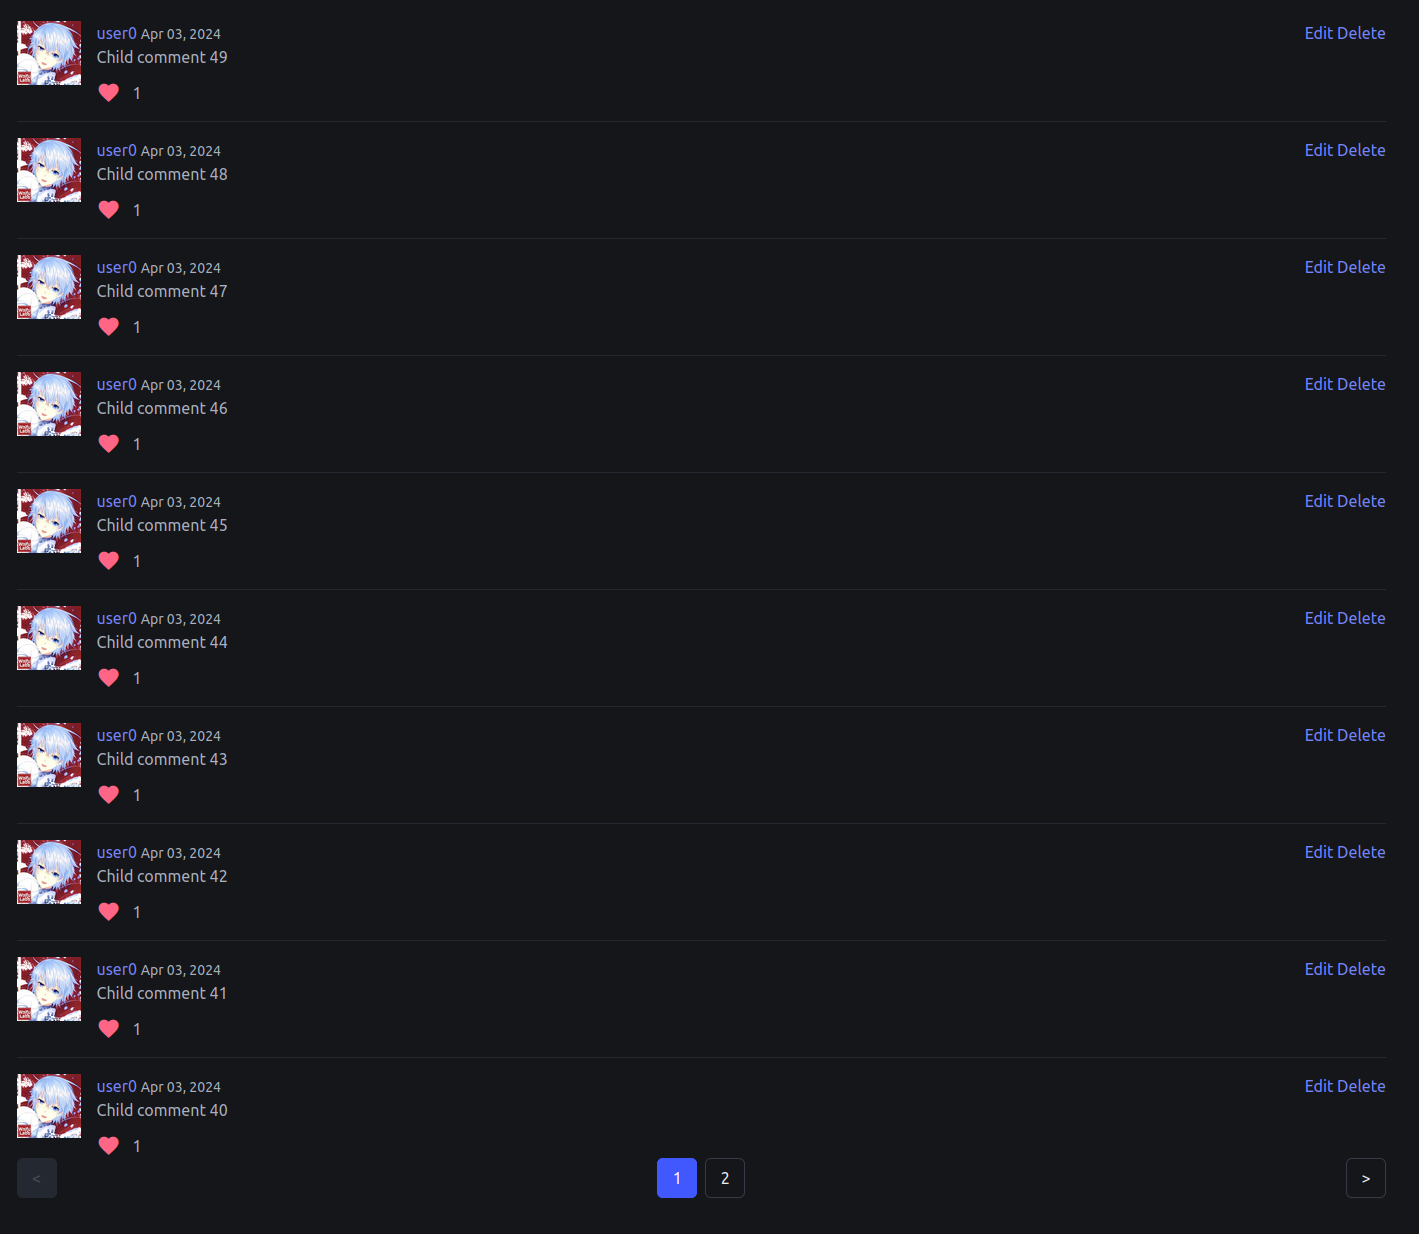 user0 Apr 03, 2024 Edit Delete
Child comment 49
1
user0 Apr 03, 2024 Edit Delete
Child comment 48
1
user0 Apr 03, 2024 Edit Delete
Child comment 47
1
user0 Apr 03, 2024 Edit Delete
Child comment 46
1
user0 Apr 03, 2024 Edit Delete
Child comment 45
1
user0 Apr 03, 2024 Edit Delete
Child comment 44
1
user0 Apr 03, 2024 Edit Delete
Child comment 43
1
user0 Apr 03, 2024 Edit Delete
Child comment 42
1
user0 Apr 03, 2024 Edit Delete
Child comment 41
1
user0 Apr 03, 2024 Edit Delete
Child comment 40
1
< 1 2 >